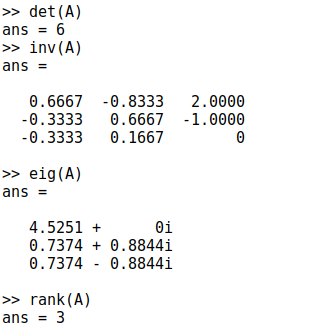 >> det(A)
ans = 6
>> inv(A)
ans =
0.6667 -0.8333 2.0000
-0.3333 0.6667 -1.0000
-0.3333 0.1667 0
>> eig(A)
ans =
4.5251 + 0i
0.7374 + 0.8844i
0.7374 - 0.8844i
>> rank(A)
ans = 3